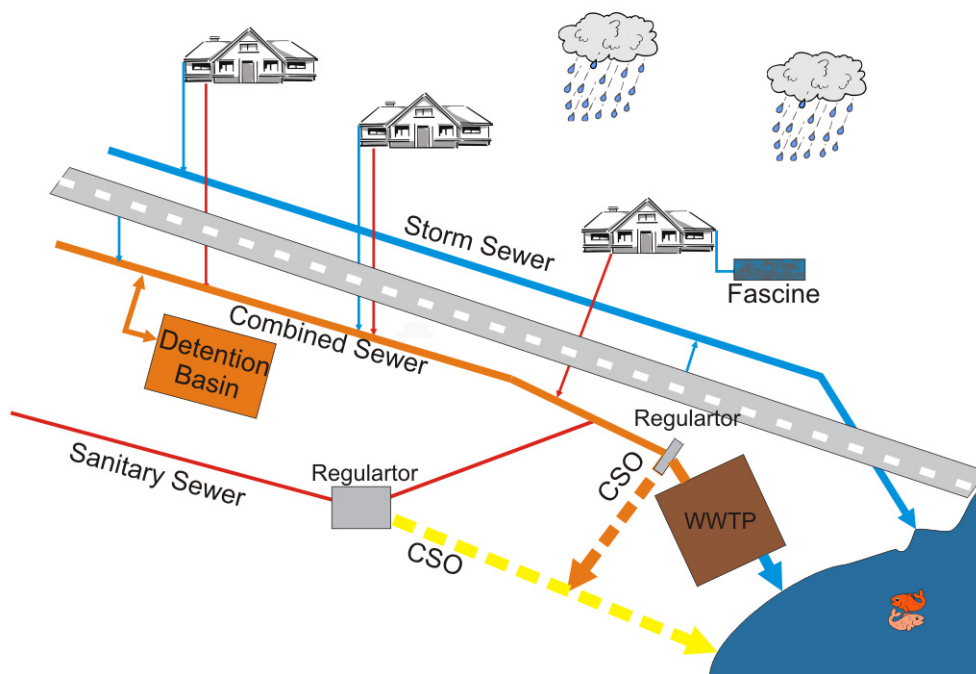 Storm Sewer
Fascine
Combined Sewer
Detention
Basin
Regulartor
Sanitary Sewer
Regulartor
CSO
WWTP
CSO